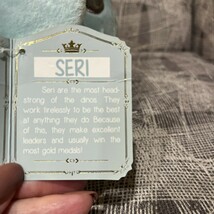 SERI
Seri are the most head-
strong of the dinos. They
work tirelessly to be the best
at anything they do. Because
of this, they make excellent
leaders and usually win the
most gold medals!